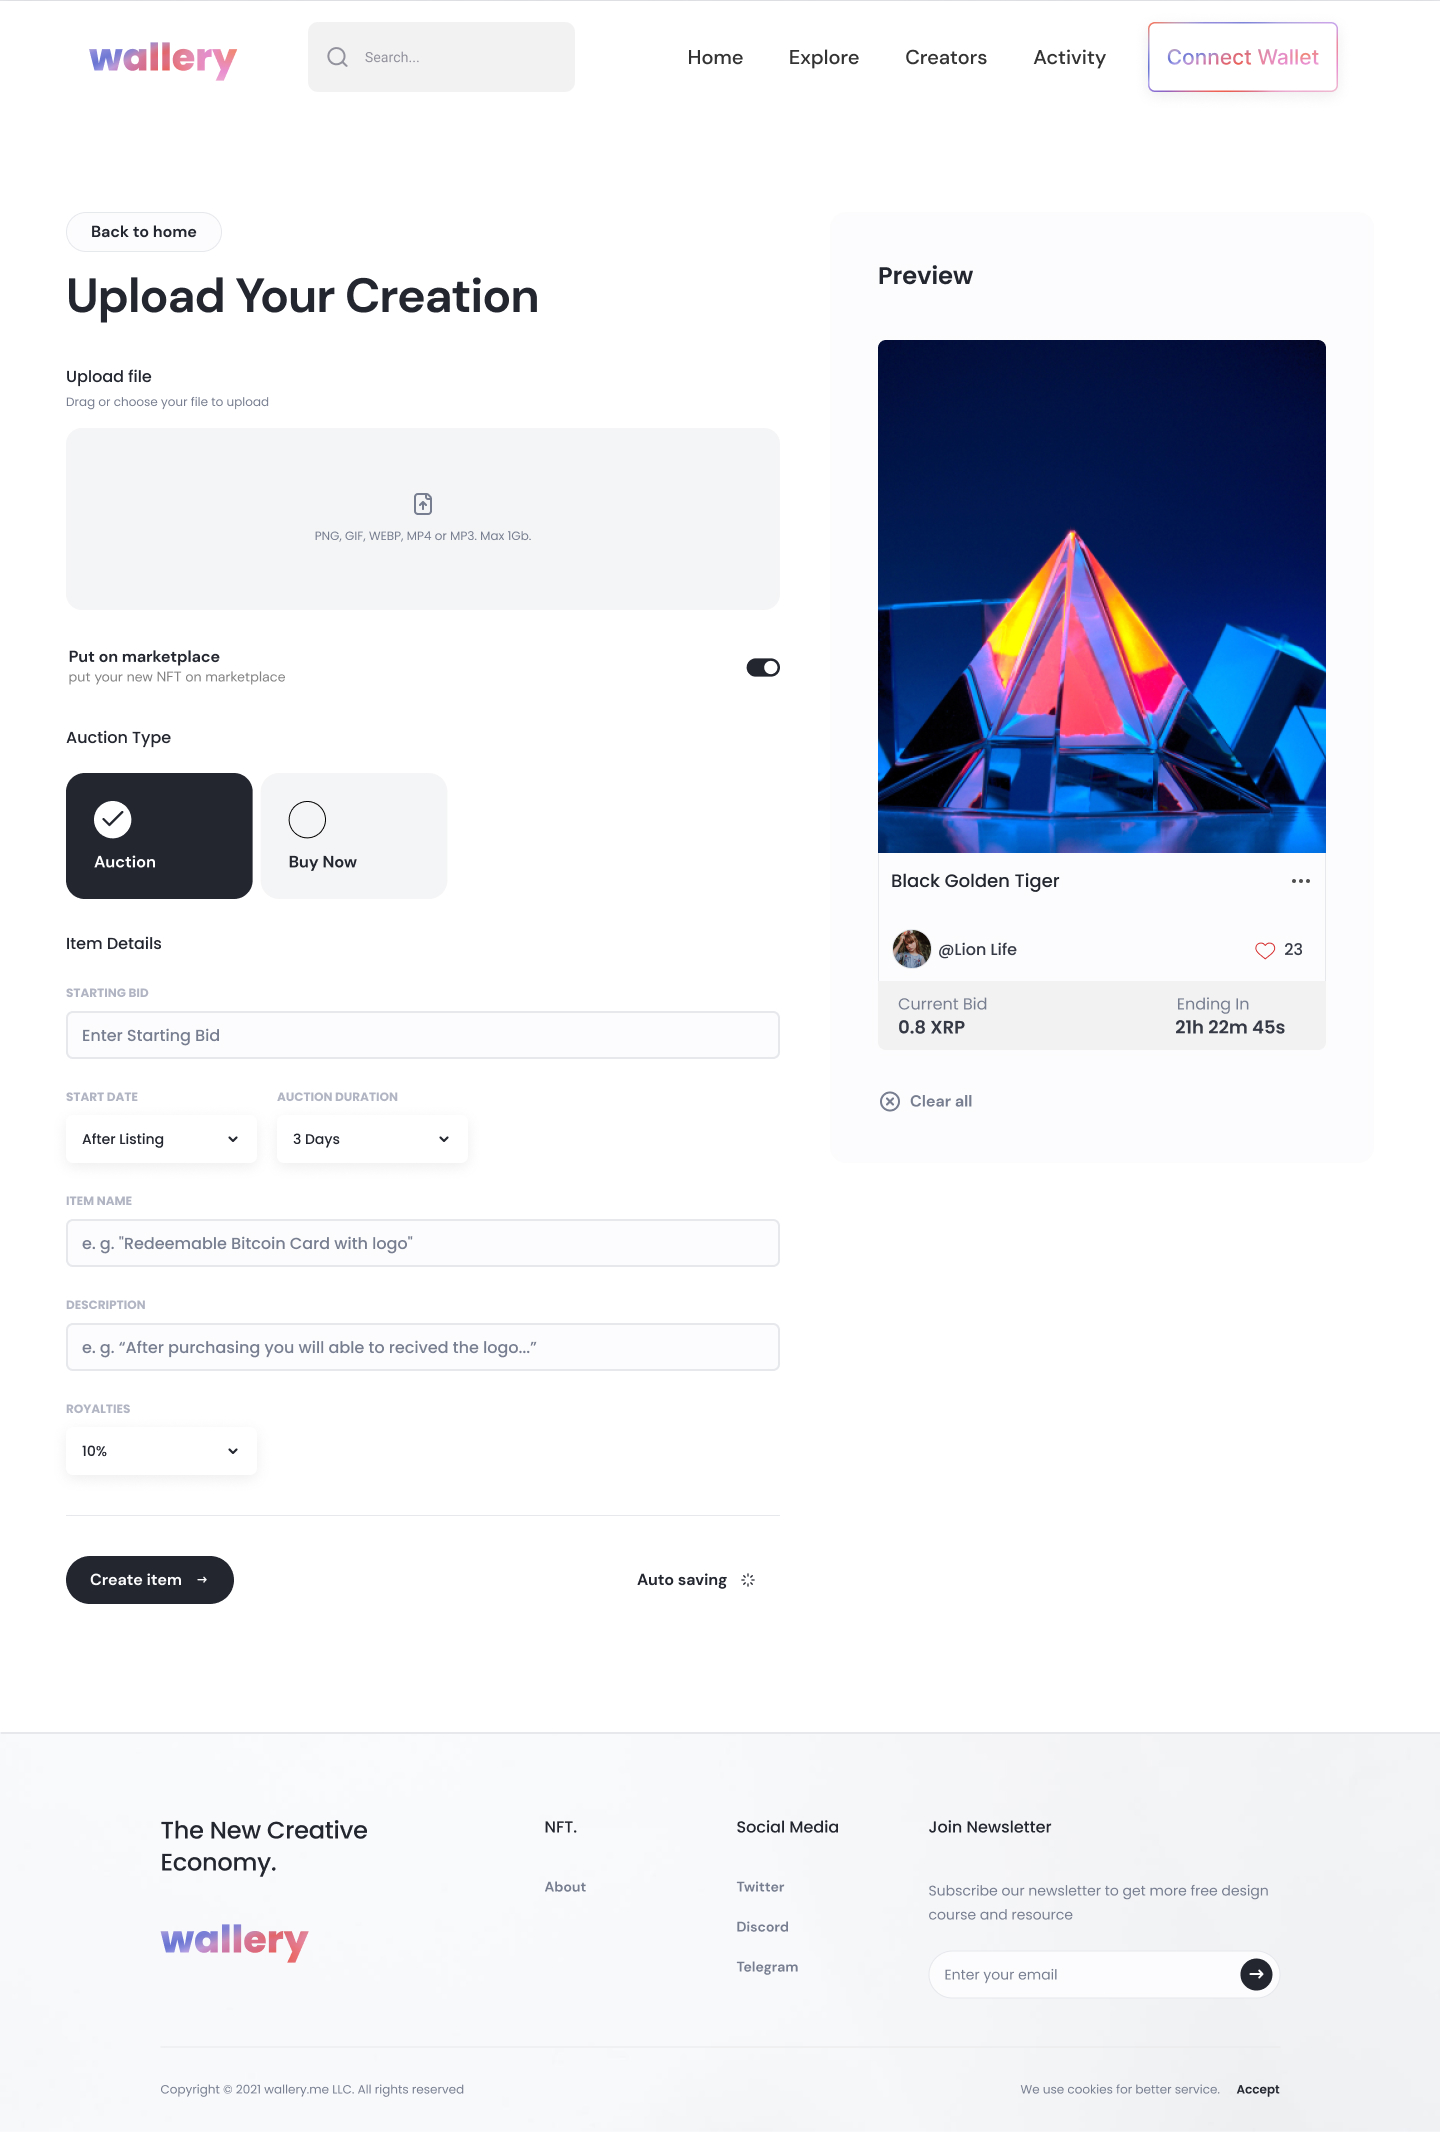 wallery
Search...
Home
Explore
Creators
Activity
Connect Wallet
Back to home
Upload Your Creation
Upload file
Drag or choose your file to upload
PNG, GIF, WEBP, MP4 or MP3. Max 1Gb.
Put on marketplace
put your new NFT on marketplace
Auction Type
Auction
Buy Now
Item Details
STARTING BID
Enter Starting Bid
START DATE
AUCTION DURATION
After Listing
3 Days
ITEM NAME
e. g. "Redeemable Bitcoin Card with logo"
DESCRIPTION
e. g. “After purchasing you will able to recived the logo...”
ROYALTIES
10%
Create item
Auto saving
Preview
Black Golden Tiger
@Lion Life
23
Current Bid
Ending In
0.8 XRP
21h 22m 45s
Clear all
The New Creative
Economy.
wallery
NFT.
About
Social Media
Twitter
Discord
Telegram
Join Newsletter
Subscribe our newsletter to get more free design
course and resource
Enter your email
Copyright © 2021 wallery.me LLC. All rights reserved
We use cookies for better service.
Accept